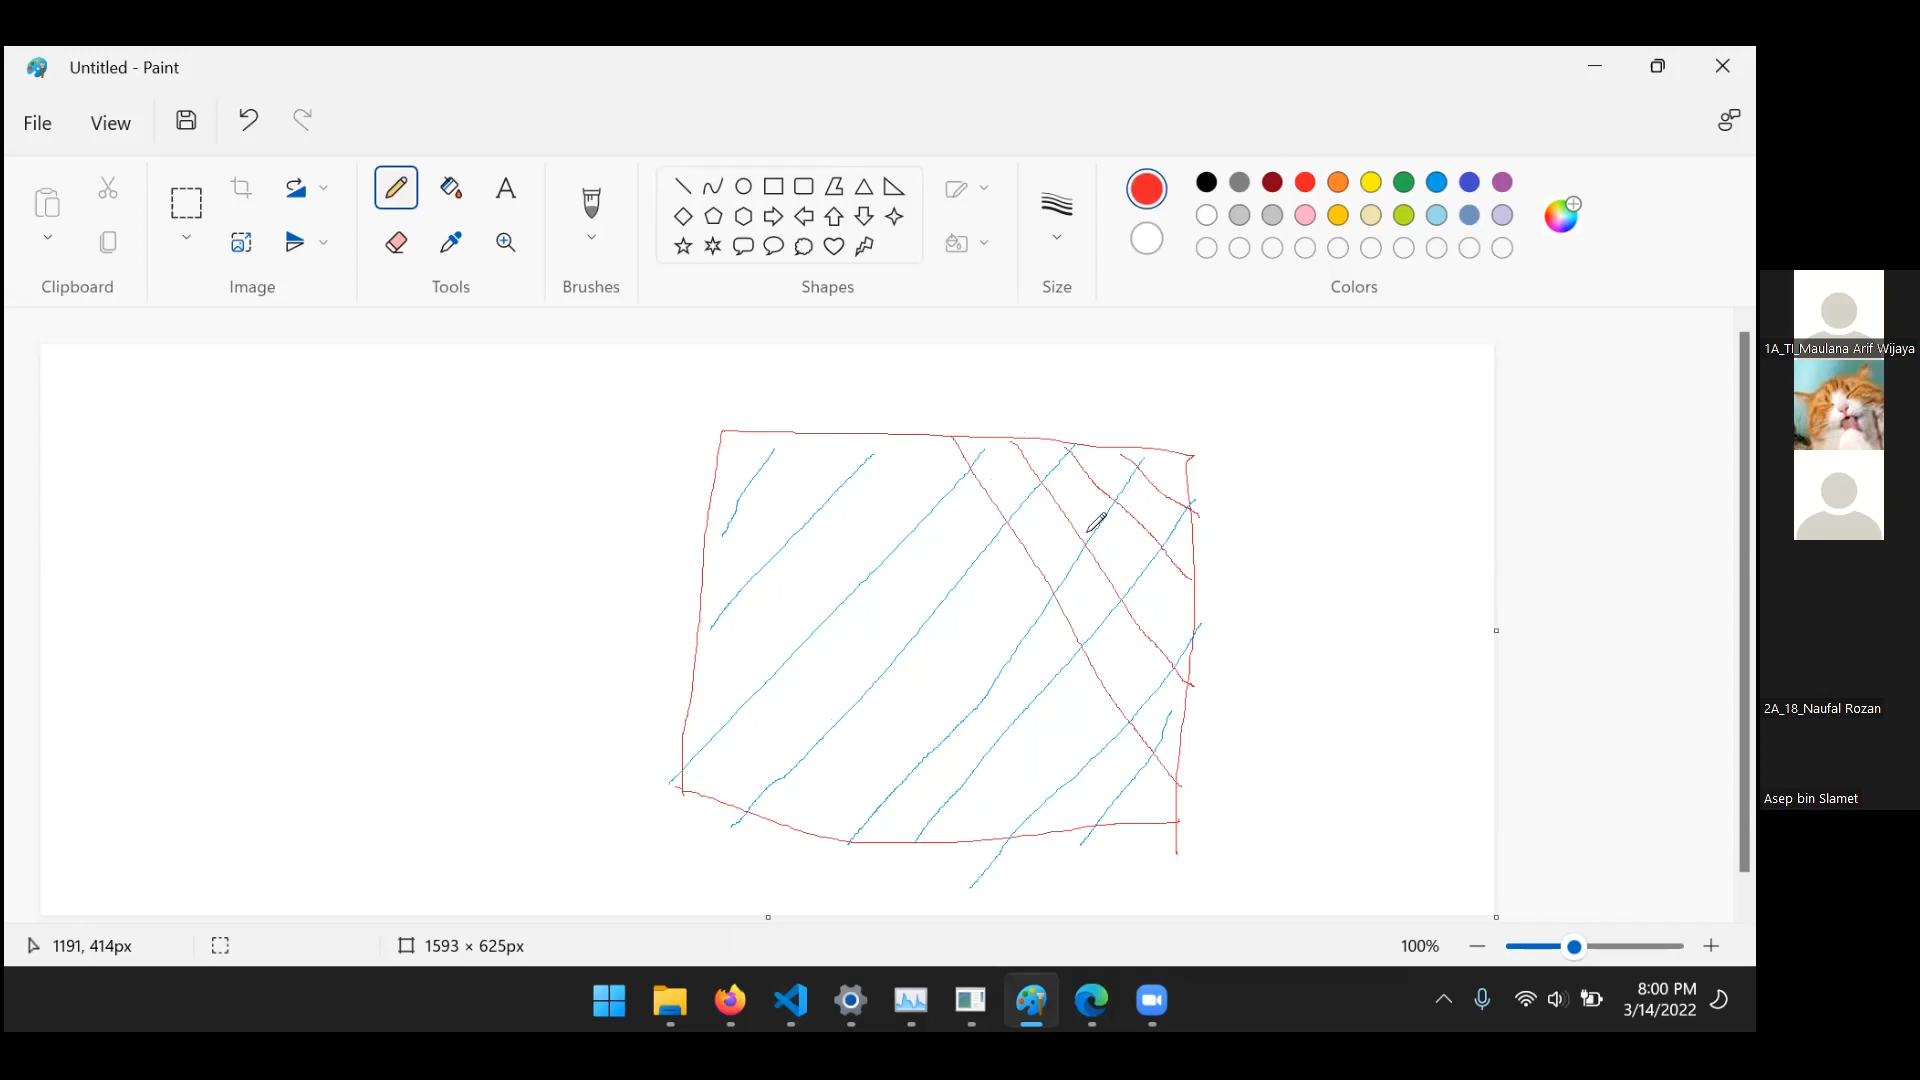 Untitled - Paint
File View
Clipboard Image Tools Brushes Shapes Size Colors
1A_TI_Maulana Arif Wijaya
2A_18_Naufal Rozan
Asep bin Slamet
1191, 414px 1593 × 625px 100%
8:00 PM
3/14/2022